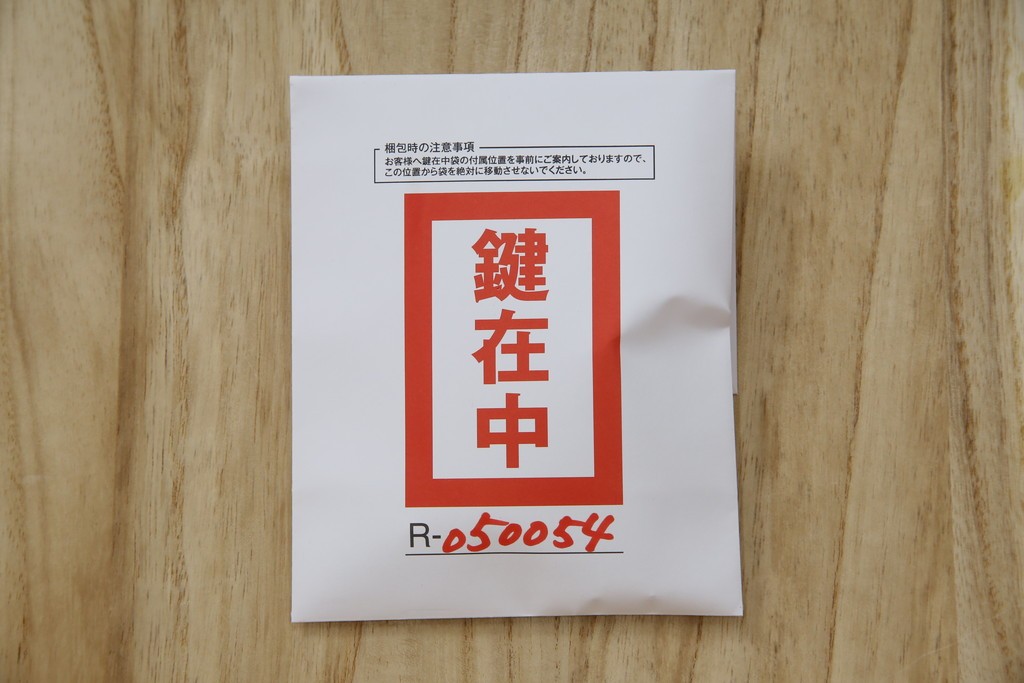 梱包時の注意事項
お客様へ鍵在中袋の付属位置を事前にご案内しておりますので、
この位置から袋を絶対に移動させないでください。
鍵
在
中
R-050054